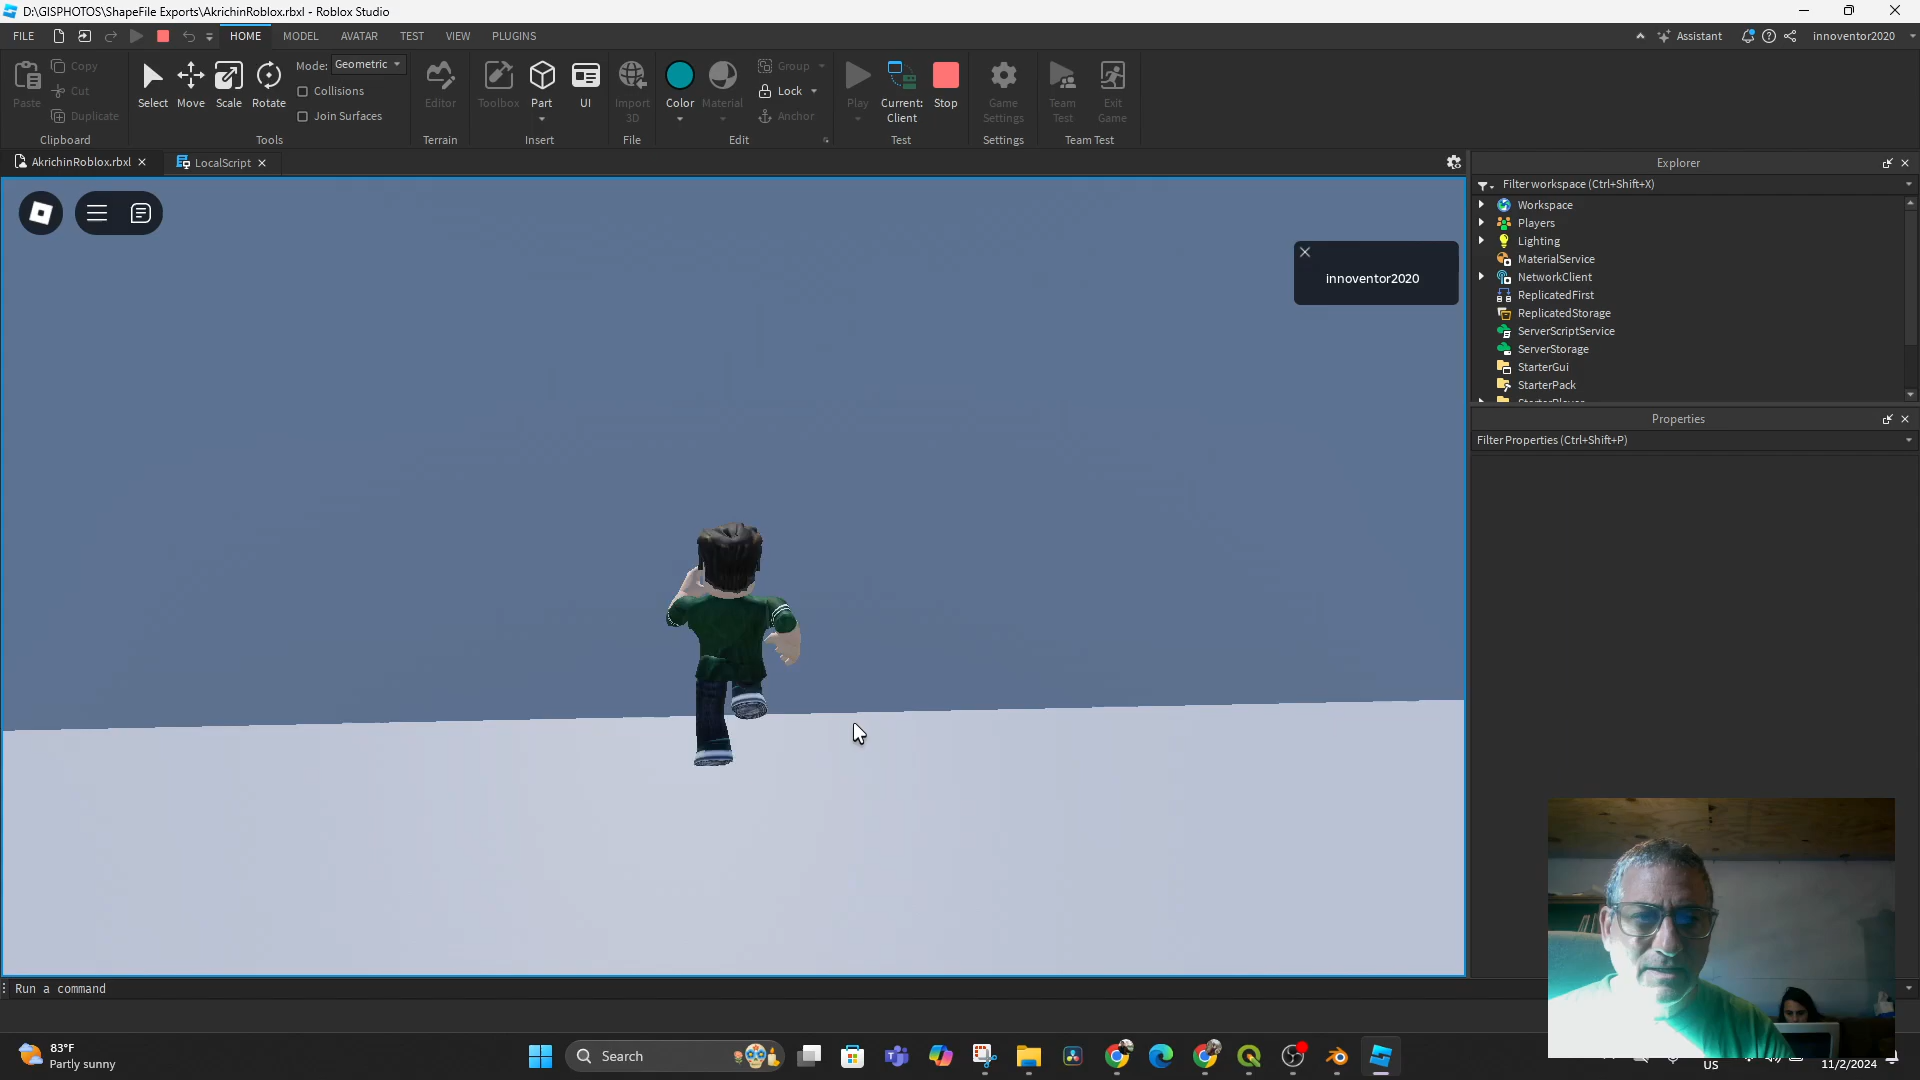 D:\GISPHOTOS\ShapeFile Exports\AkrichinRoblox.rbxl - Roblox Studio
FILE HOME MODEL AVATAR TEST VIEW PLUGINS Assistant innoventor2020
Paste Copy Cut Duplicate
Clipboard
Select Move Scale Rotate
Mode: Geometric
Collisions
Join Surfaces
Tools
Editor
Terrain
Toolbox Part UI
Insert
Import 3D
File
Color Material
Group
Lock
Anchor
Edit
Play Current: Client Stop
Test
Game Settings
Settings
Team Test Exit Game
Team Test
AkrichinRoblox.rbxl LocalScript
innoventor2020
Explorer
Filter workspace (Ctrl+Shift+X)
Workspace
Players
Lighting
MaterialService
NetworkClient
ReplicatedFirst
ReplicatedStorage
ServerScriptService
ServerStorage
StarterGui
StarterPack
Properties
Filter Properties (Ctrl+Shift+P)
Run a command
83°F
Partly sunny
Search
US
11/2/2024